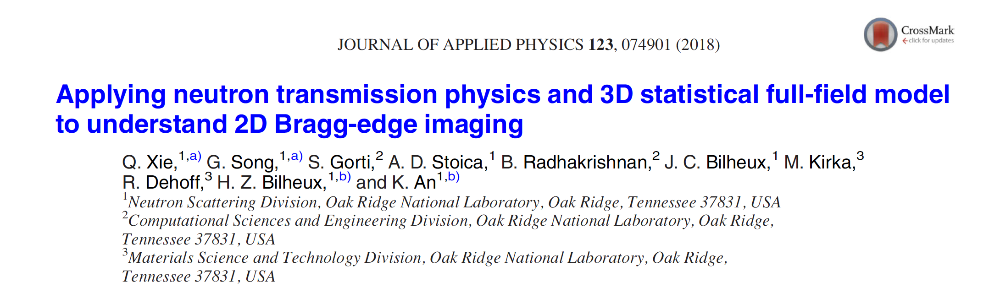 CrossMark
click for updates
JOURNAL OF APPLIED PHYSICS 123, 074901 (2018)
Applying neutron transmission physics and 3D statistical full-field model
to understand 2D Bragg-edge imaging
Q. Xie,1,a) G. Song,1,a) S. Gorti,2 A. D. Stoica,1 B. Radhakrishnan,2 J. C. Bilheux,1 M. Kirka,3
R. Dehoff,3 H. Z. Bilheux,1,b) and K. An1,b)
1Neutron Scattering Division, Oak Ridge National Laboratory, Oak Ridge, Tennessee 37831, USA
2Computational Sciences and Engineering Division, Oak Ridge National Laboratory, Oak Ridge,
Tennessee 37831, USA
3Materials Science and Technology Division, Oak Ridge National Laboratory, Oak Ridge,
Tennessee 37831, USA